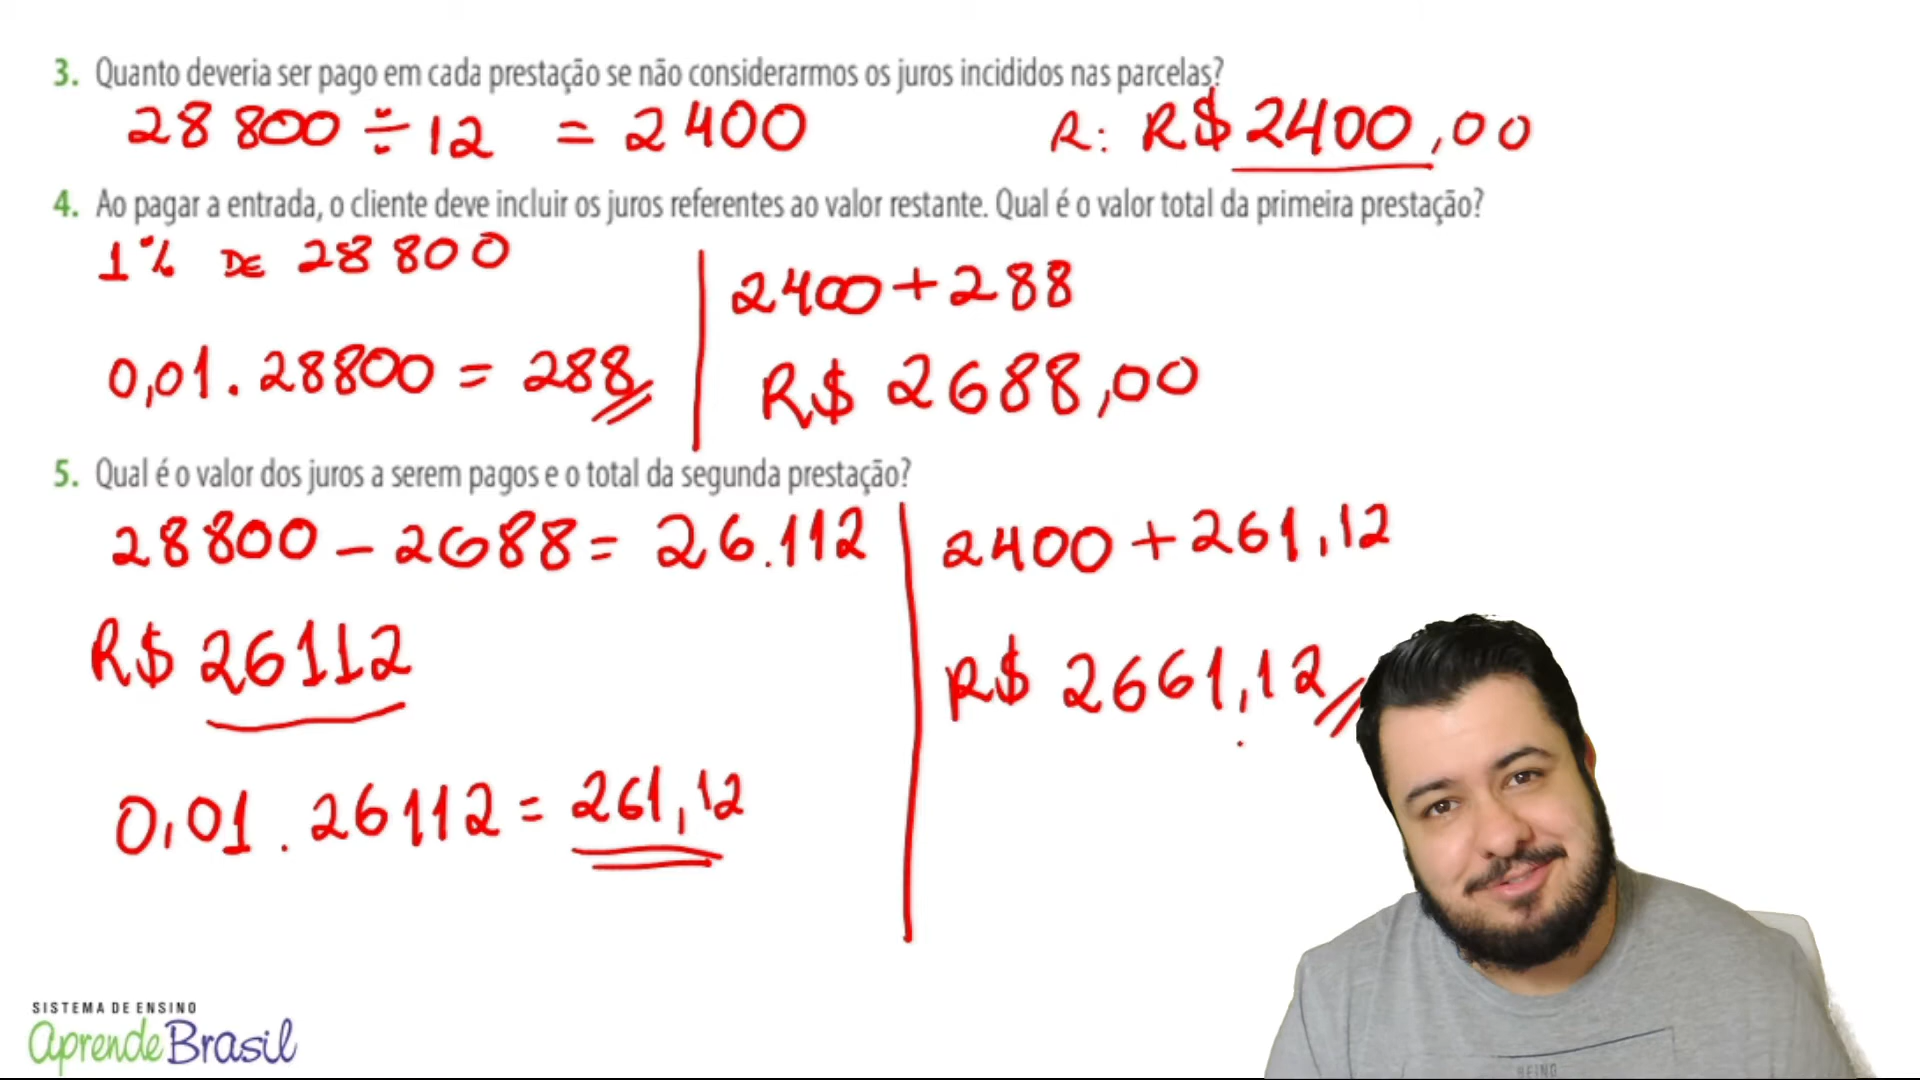 3. Quanto deveria ser pago em cada prestação se não considerarmos os juros incididos nas parcelas?
28 800 ÷ 12 = 2400
R: R$ 2400,00
4. Ao pagar a entrada, o cliente deve incluir os juros referentes ao valor restante. Qual é o valor total da primeira prestação?
1% DE 28 800
0,01 . 28800 = 288
2400 + 288
R$ 2688,00
5. Qual é o valor dos juros a serem pagos e o total da segunda prestação?
28800 – 2688 = 26.112
R$ 26112
0,01 . 26112 = 261,12
2400 + 261,12
R$ 2661,12
SISTEMA DE ENSINO
aprendeBrasil